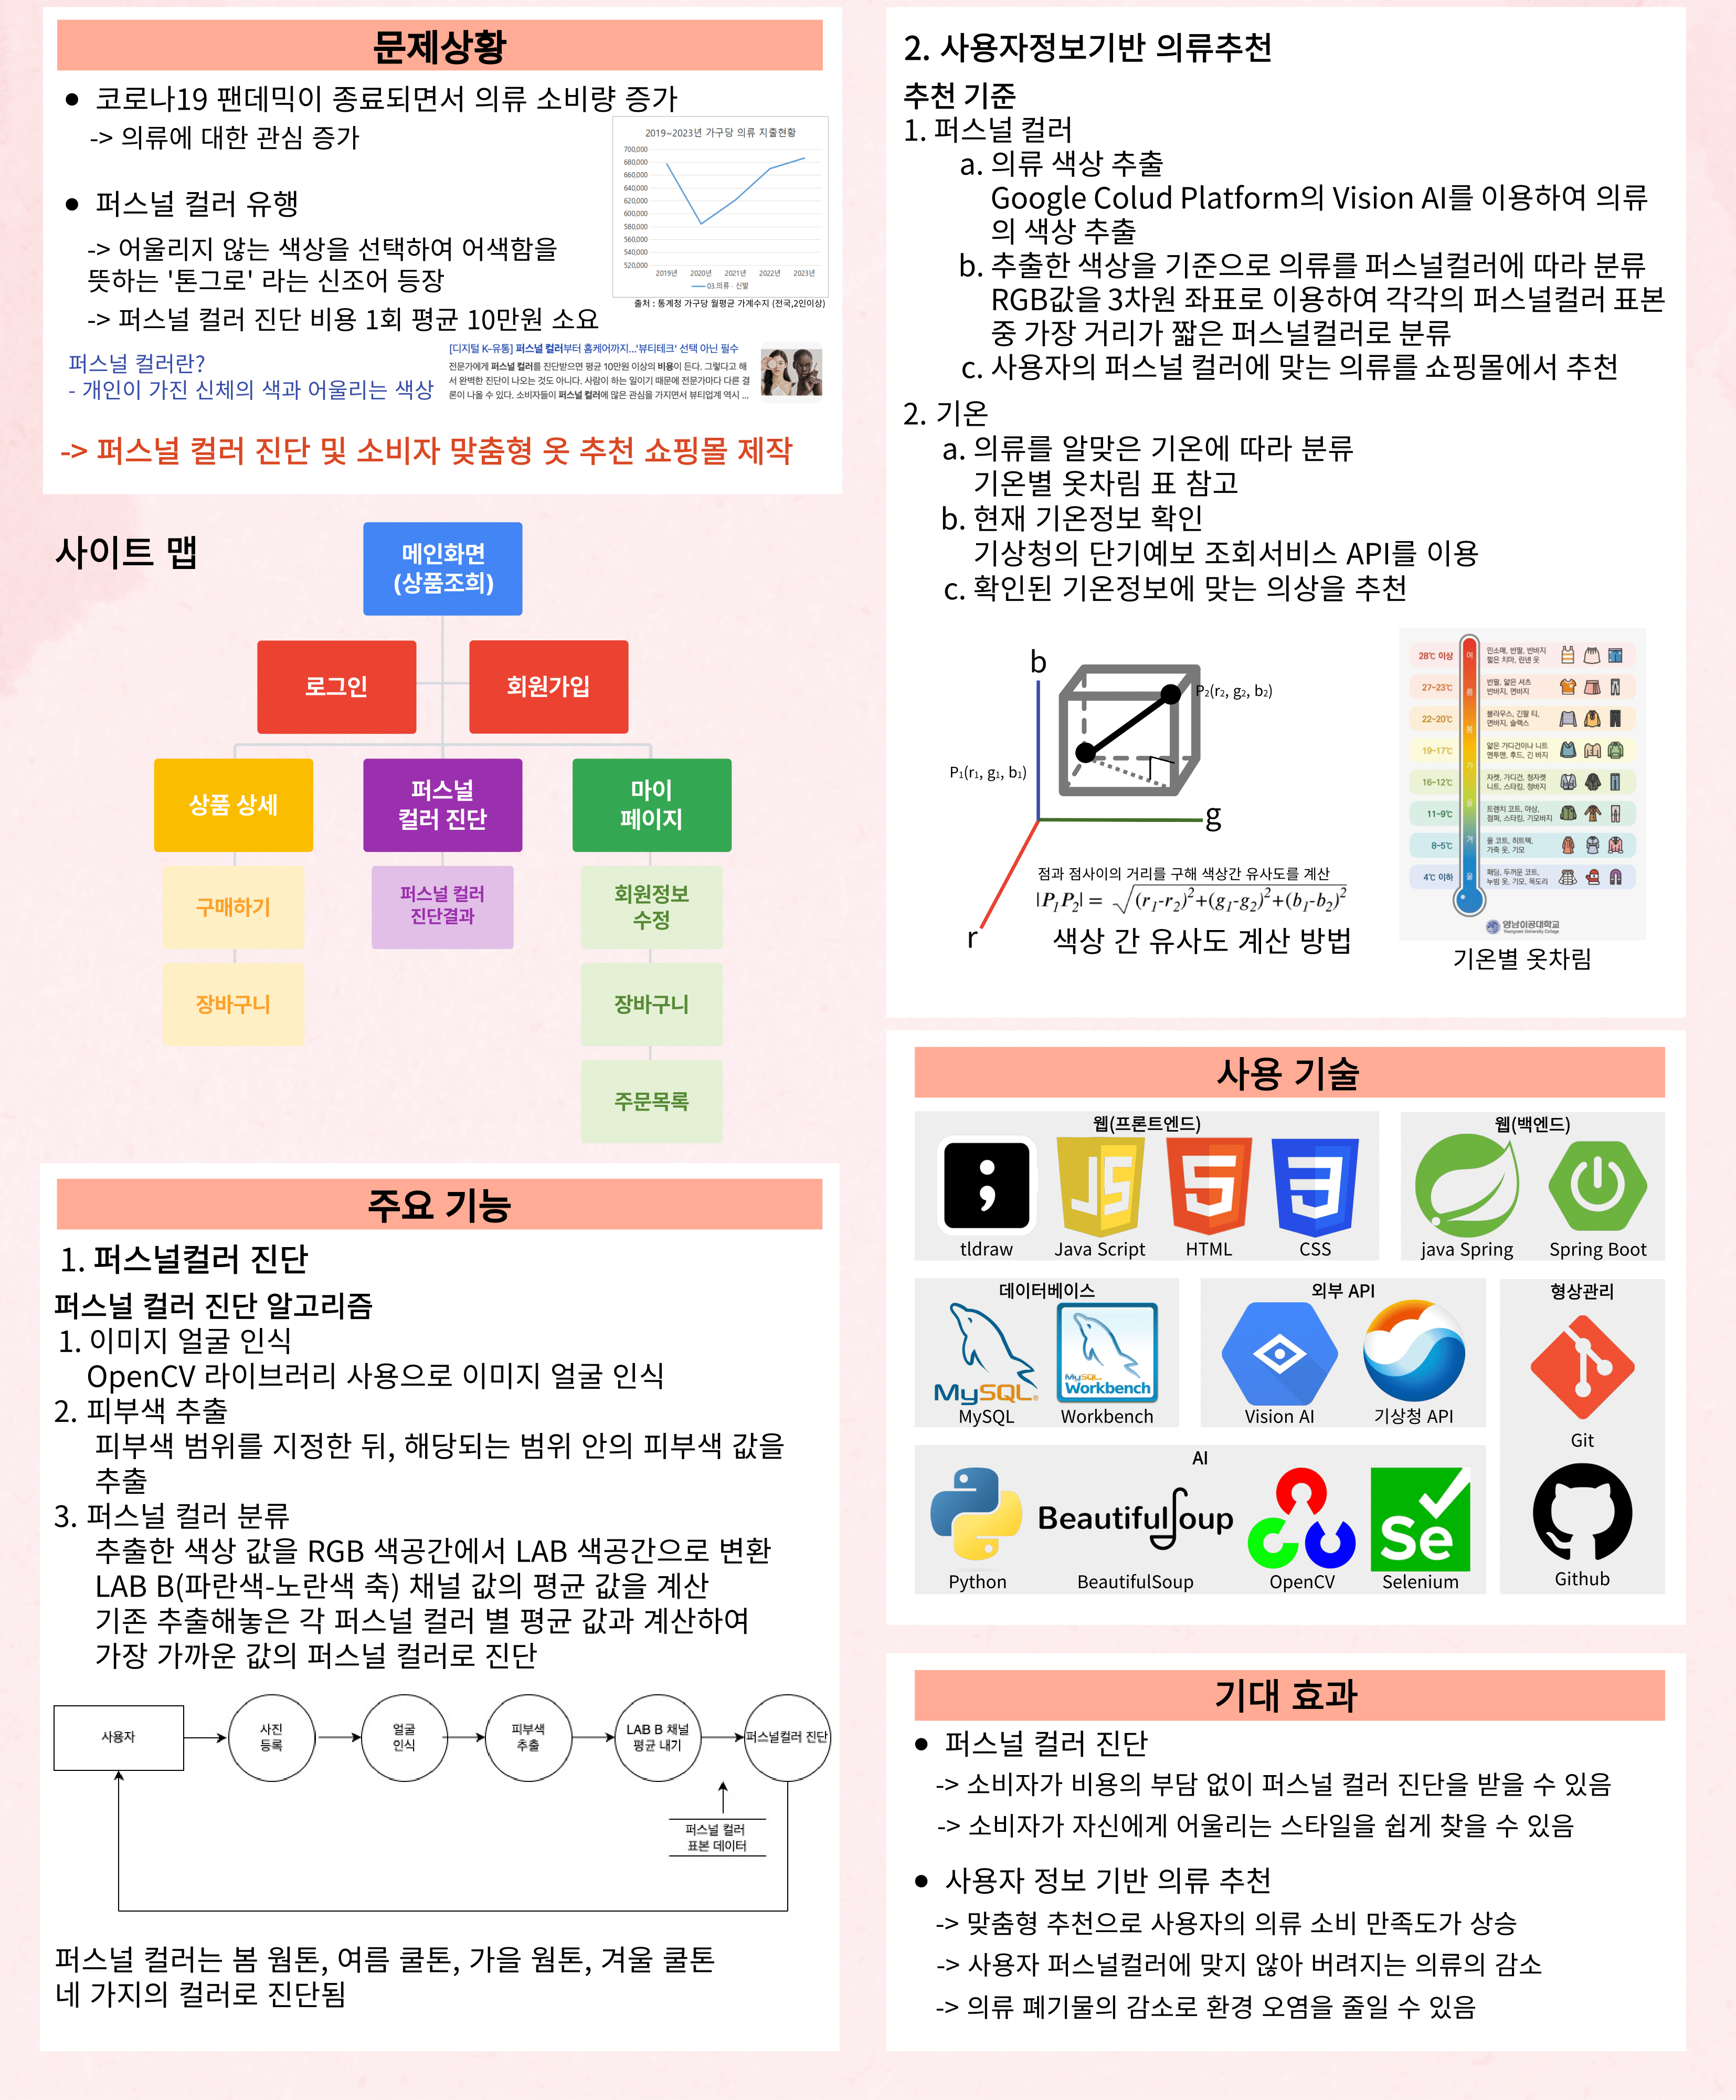 문제상황
● 코로나19 팬데믹이 종료되면서 의류 소비량 증가
-> 의류에 대한 관심 증가
● 퍼스널 컬러 유행
-> 어울리지 않는 색상을 선택하여 어색함을
뜻하는 '톤그로' 라는 신조어 등장
-> 퍼스널 컬러 진단 비용 1회 평균 10만원 소요
2019~2023년 가구당 의류 지출현황
700,000
680,000
660,000
640,000
620,000
600,000
580,000
560,000
540,000
520,000
2019년 2020년 2021년 2022년 2023년
03.의류 · 신발
출처 : 통계청 가구당 월평균 가계수지 (전국,2인이상)
퍼스널 컬러란?
- 개인이 가진 신체의 색과 어울리는 색상
[디지털 K-유통] 퍼스널 컬러부터 홈케어까지...'뷰티테크' 선택 아닌 필수
전문가에게 퍼스널 컬러를 진단받으면 평균 10만원 이상의 비용이 든다. 그렇다고 해
서 완벽한 진단이 나오는 것도 아니다. 사람이 하는 일이기 때문에 전문가마다 다른 결
론이 나올 수 있다. 소비자들이 퍼스널 컬러에 많은 관심을 가지면서 뷰티업계 역시 ...
-> 퍼스널 컬러 진단 및 소비자 맞춤형 옷 추천 쇼핑몰 제작
사이트 맵
메인화면
(상품조회)
로그인
회원가입
상품 상세
퍼스널
컬러 진단
마이
페이지
구매하기
퍼스널 컬러
진단결과
회원정보
수정
장바구니
장바구니
주문목록
주요 기능
1. 퍼스널컬러 진단
퍼스널 컬러 진단 알고리즘
1. 이미지 얼굴 인식
OpenCV 라이브러리 사용으로 이미지 얼굴 인식
2. 피부색 추출
피부색 범위를 지정한 뒤, 해당되는 범위 안의 피부색 값을
추출
3. 퍼스널 컬러 분류
추출한 색상 값을 RGB 색공간에서 LAB 색공간으로 변환
LAB B(파란색-노란색 축) 채널 값의 평균 값을 계산
기존 추출해놓은 각 퍼스널 컬러 별 평균 값과 계산하여
가장 가까운 값의 퍼스널 컬러로 진단
사용자
사진
등록
얼굴
인식
피부색
추출
LAB B 채널
평균 내기
퍼스널컬러 진단
퍼스널 컬러
표본 데이터
퍼스널 컬러는 봄 웜톤, 여름 쿨톤, 가을 웜톤, 겨울 쿨톤
네 가지의 컬러로 진단됨
2. 사용자정보기반 의류추천
추천 기준
1. 퍼스널 컬러
a. 의류 색상 추출
Google Colud Platform의 Vision AI를 이용하여 의류
의 색상 추출
b. 추출한 색상을 기준으로 의류를 퍼스널컬러에 따라 분류
RGB값을 3차원 좌표로 이용하여 각각의 퍼스널컬러 표본
중 가장 거리가 짧은 퍼스널컬러로 분류
c. 사용자의 퍼스널 컬러에 맞는 의류를 쇼핑몰에서 추천
2. 기온
a. 의류를 알맞은 기온에 따라 분류
기온별 옷차림 표 참고
b. 현재 기온정보 확인
기상청의 단기예보 조회서비스 API를 이용
c. 확인된 기온정보에 맞는 의상을 추천
b
P₂(r₂, g₂, b₂)
P₁(r₁, g₁, b₁)
g
r
점과 점사이의 거리를 구해 색상간 유사도를 계산
|P₁P₂| = √(r₁-r₂)²+(g₁-g₂)²+(b₁-b₂)²
색상 간 유사도 계산 방법
28℃ 이상 민소매, 반팔, 반바지
짧은 치마, 린넨 옷
27~23℃ 반팔, 얇은 셔츠
반바지, 면바지
22~20℃ 블라우스, 긴팔 티,
면바지, 슬랙스
19~17℃ 얇은 가디건이나 니트
맨투맨, 후드, 긴 바지
16~12℃ 자켓, 가디건, 청자켓
니트, 스타킹, 청바지
11~9℃ 트렌치 코트, 야상,
점퍼, 스타킹, 기모바지
8~5℃ 울 코트, 히트텍,
가죽 옷, 기모
4℃ 이하 패딩, 두꺼운 코트,
누빔 옷, 기모, 목도리
여
름
봄
가
을
겨
울
영남이공대학교
Yeungnam University College
기온별 옷차림
사용 기술
웹(프론트엔드)
tldraw
Java Script
HTML
CSS
웹(백엔드)
java Spring
Spring Boot
데이터베이스
MySQL
MySQL
MySQL
Workbench
Workbench
외부 API
Vision AI
기상청 API
형상관리
Git
Github
AI
Python
BeautifulSoup
BeautifulSoup
OpenCV
Se
Selenium
기대 효과
● 퍼스널 컬러 진단
-> 소비자가 비용의 부담 없이 퍼스널 컬러 진단을 받을 수 있음
-> 소비자가 자신에게 어울리는 스타일을 쉽게 찾을 수 있음
● 사용자 정보 기반 의류 추천
-> 맞춤형 추천으로 사용자의 의류 소비 만족도가 상승
-> 사용자 퍼스널컬러에 맞지 않아 버려지는 의류의 감소
-> 의류 폐기물의 감소로 환경 오염을 줄일 수 있음